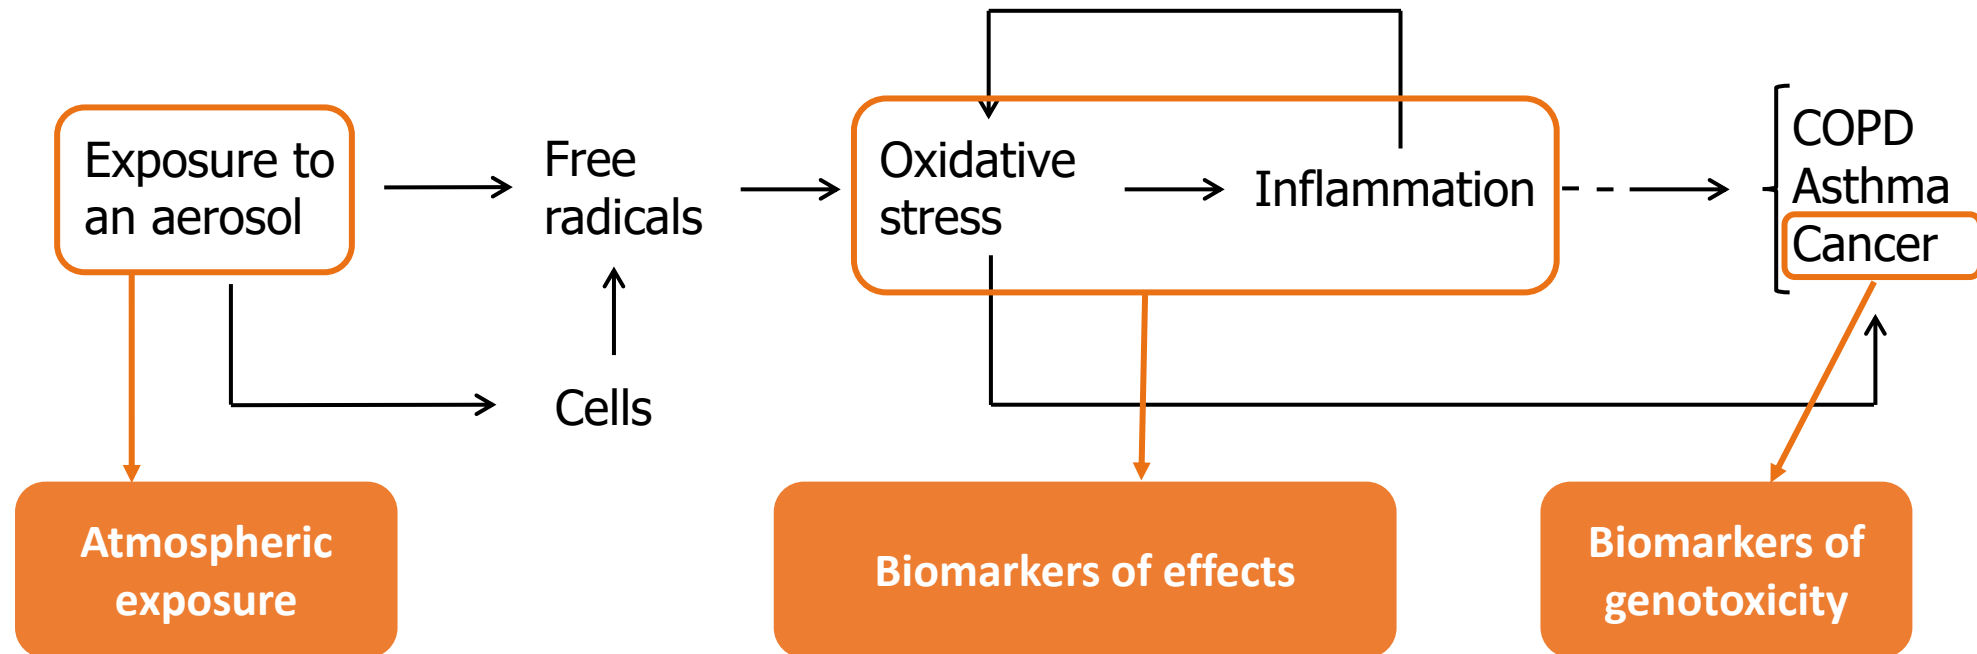 Exposure to
an aerosol
Free
radicals
Cells
Oxidative
stress
Inflammation
COPD
Asthma
Cancer
Atmospheric
exposure
Biomarkers of effects
Biomarkers of
genotoxicity